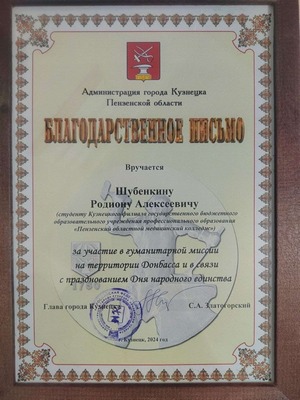 Администрация города Кузнецка
Пензенской области
БЛАГОДАРСТВЕННОЕ ПИСЬМО
Вручается
Шубенкину
Родиону Алексеевичу
(студенту Кузнецкого филиала государственного бюджетного
образовательного учреждения профессионального образования
«Пензенский областной медицинский колледж»)
за участие в гуманитарной миссии
на территории Донбасса и в связи
с празднованием Дня народного единства
Глава города Кузнецка
С.А. Златогорский
г. Кузнецк, 2024 год